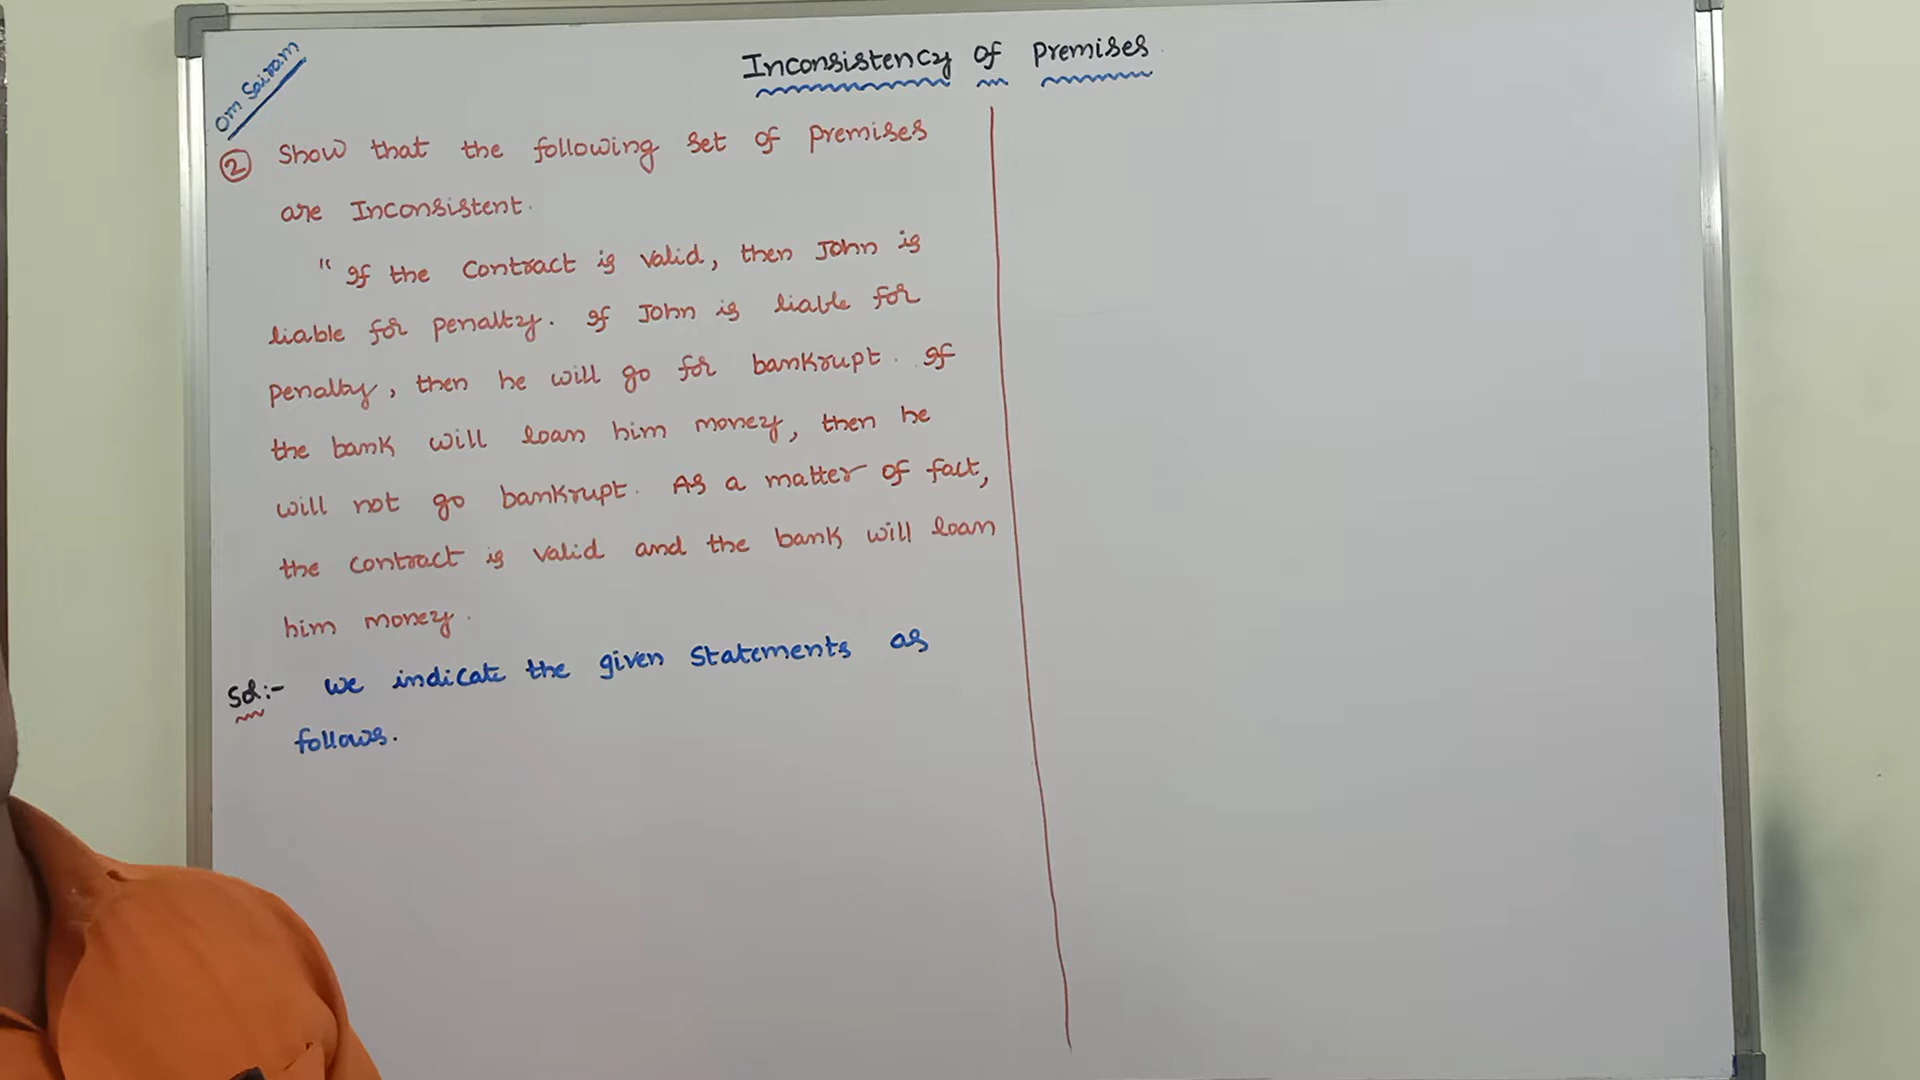 Om Sairam
Inconsistency of Premises
② Show that the following set of premises
are Inconsistent.
"If the Contract is valid, then John is
liable for penalty. If John is liable for
penalty, then he will go for bankrupt. If
the bank will loan him money, then he
will not go bankrupt. As a matter of fact,
the contract is valid and the bank will loan
him money.
Sol:- We indicate the given Statements as
follows.